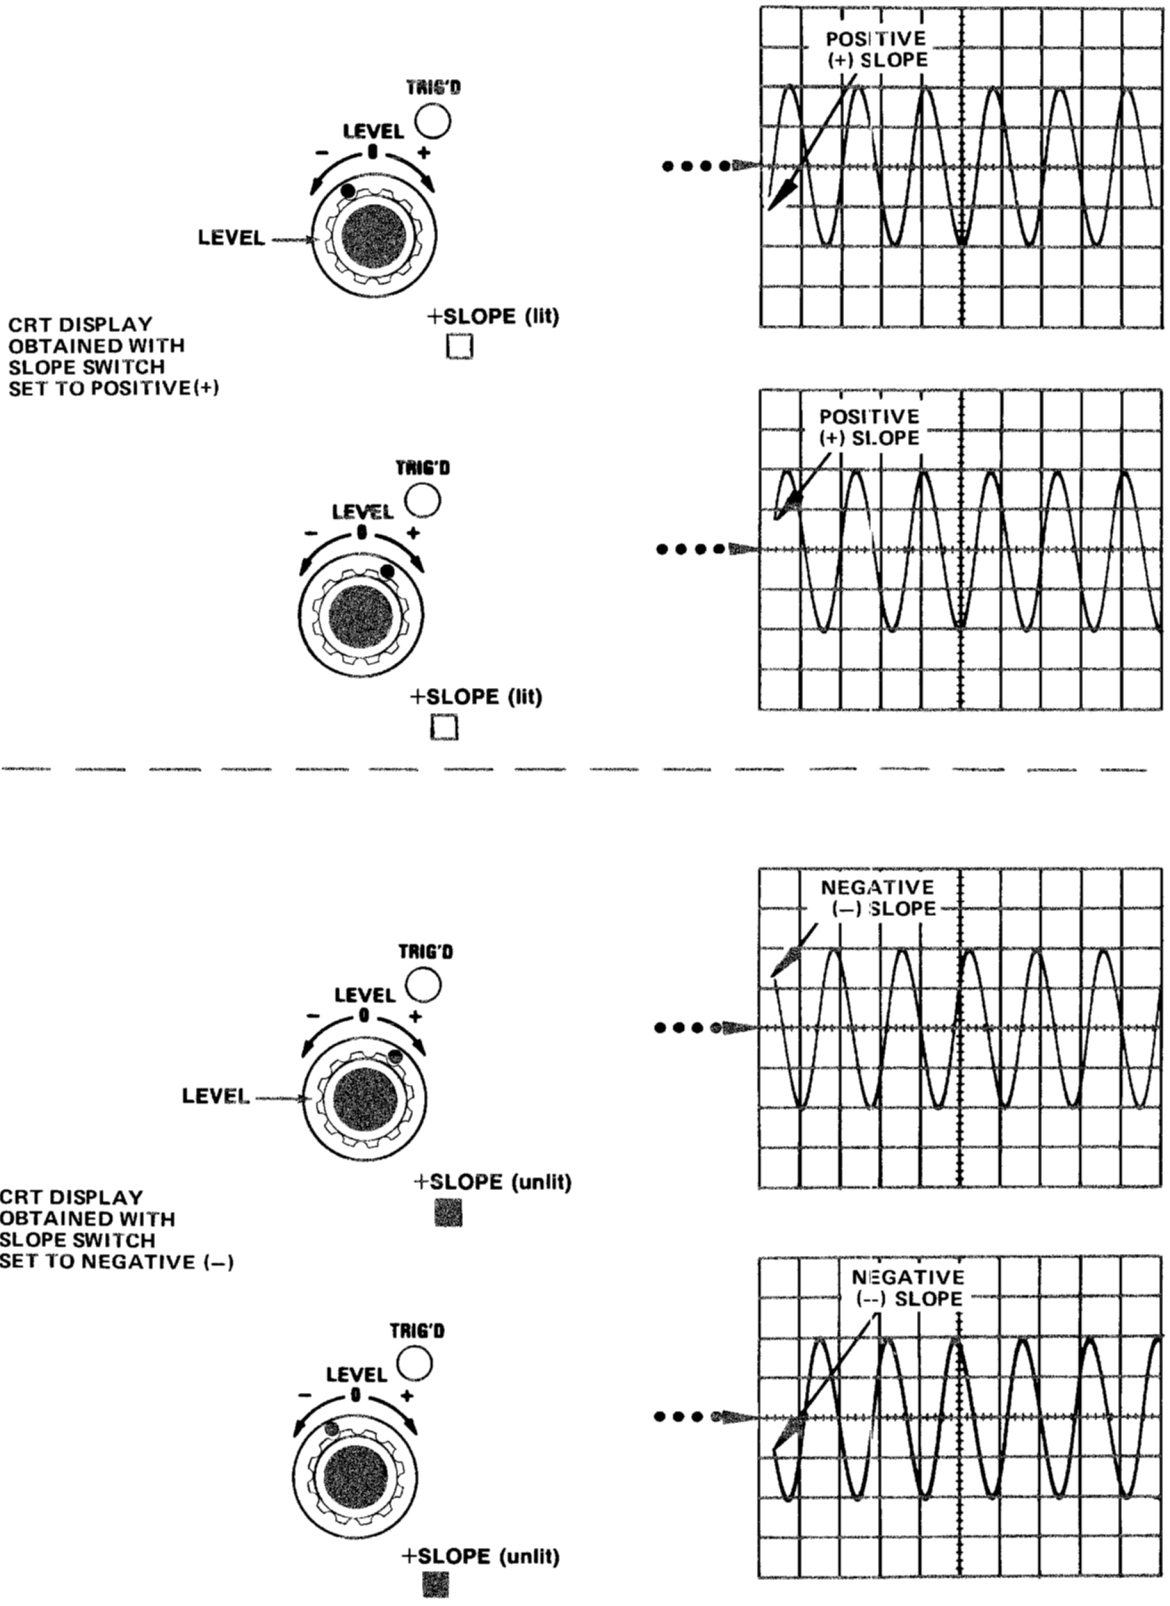 POSITIVE
(+) SLOPE
TRIG'D
LEVEL
- 0 +
LEVEL
+SLOPE (lit)
CRT DISPLAY
OBTAINED WITH
SLOPE SWITCH
SET TO POSITIVE(+)
POSITIVE
(+) SLOPE
TRIG'D
LEVEL
- 0 +
+SLOPE (lit)
NEGATIVE
(—) SLOPE
TRIG'D
LEVEL
- 0 +
LEVEL
+SLOPE (unlit)
CRT DISPLAY
OBTAINED WITH
SLOPE SWITCH
SET TO NEGATIVE (—)
NEGATIVE
(--) SLOPE
TRIG'D
LEVEL
- 0 +
+SLOPE (unlit)